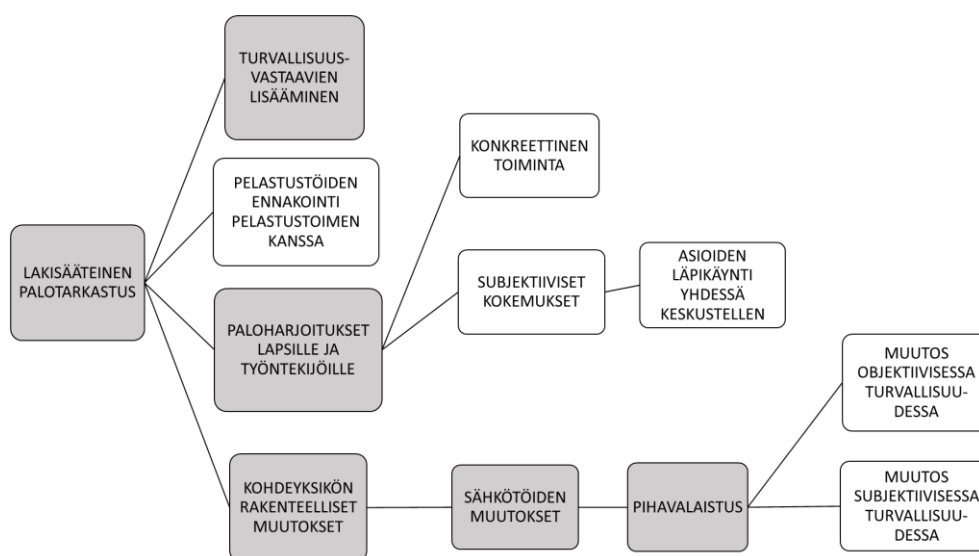 TURVALLISUUS-
VASTAAVIEN
LISÄÄMINEN
KONKREETTINEN
TOIMINTA
PELASTUSTÖIDEN
ENNAKOINTI
PELASTUSTOIMEN
KANSSA
LAKISÄÄTEINEN
PALOTARKASTUS
SUBJEKTIIVISET
KOKEMUKSET
ASIOIDEN
LÄPIKÄYNTI
YHDESSÄ
KESKUSTELLEN
PALOHARJOITUKSET
LAPSILLE JA
TYÖNTEKIJÖILLE
MUUTOS
OBJEKTIIVISESSA
TURVALLISUU-
DESSA
KOHDEYKSIKÖN
RAKENTEELLISET
MUUTOKSET
SÄHKÖTÖIDEN
MUUTOKSET
PIHAVALAISTUS
MUUTOS
SUBJEKTIIVISESSA
TURVALLISUU-
DESSA